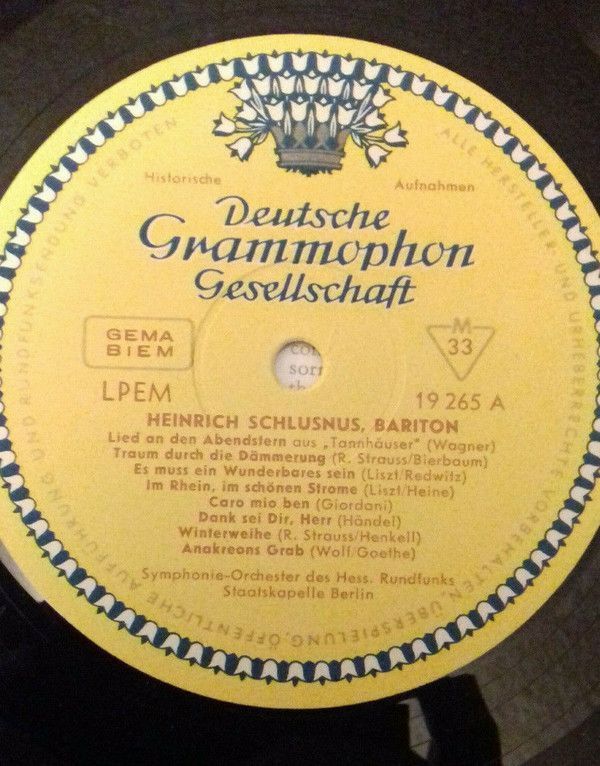 Historische Aufnahmen
Deutsche
Grammophon
Gesellschaft
GEMA
BIEM
M
33
LPEM
19 265 A
HEINRICH SCHLUSNUS, BARITON
Lied an den Abendstern aus „Tannhäuser" (Wagner)
Traum durch die Dämmerung (R. Strauss/Bierbaum)
Es muss ein Wunderbares sein (Liszt/Redwitz)
Im Rhein, im schönen Strome (Liszt/Heine)
Caro mio ben (Giordani)
Dank sei Dir, Herr (Händel)
Winterweihe (R. Strauss/Henkell)
Anakreons Grab (Wolf/Goethe)
Symphonie-Orchester des Hess. Rundfunks
Staatskapelle Berlin
ALLE HERSTELLER- UND URHEBERRECHTE VORBEHALTEN, ÜBERSPIELUNG, ÖFFENTLICHE AUFFÜHRUNG UND RUNDFUNKSENDUNG VERBOTEN